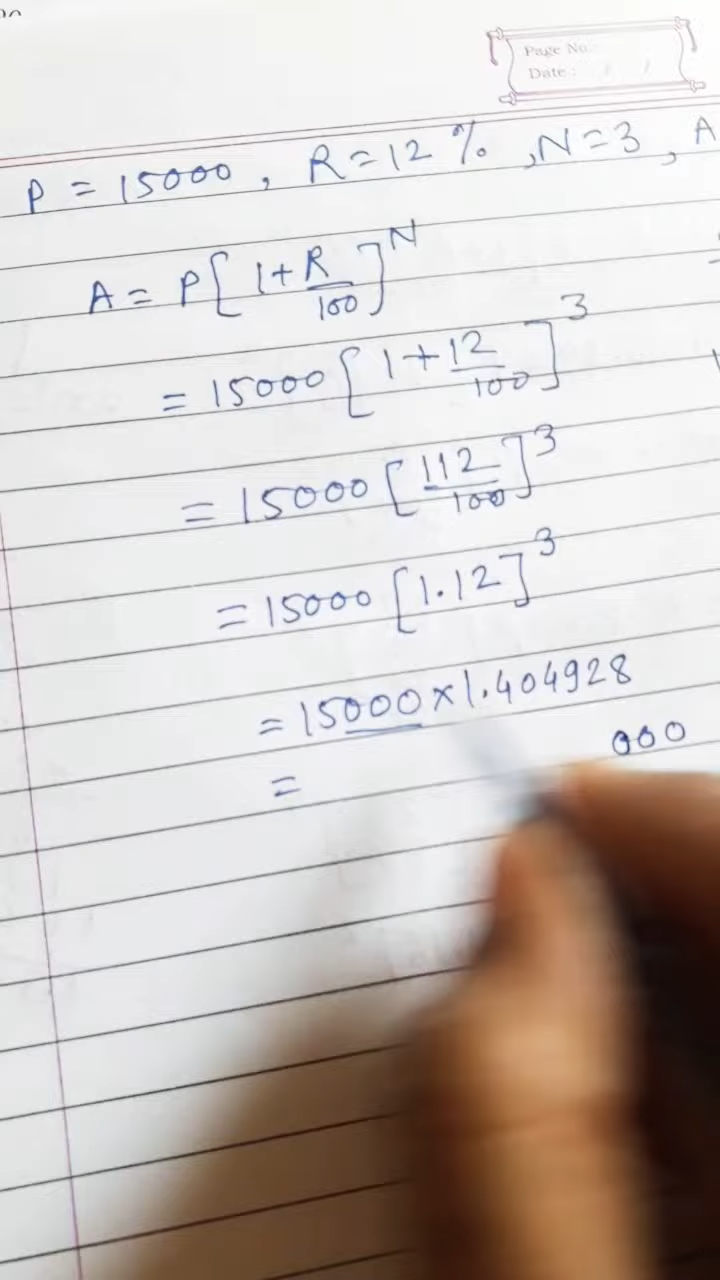 Page No.
Date : / /
P = 15000 , R = 12 % , N = 3 , A
A = P[1 + R/100]^N
= 15000 [1 + 12/100]^3
= 15000 [112/100]^3
= 15000 [1.12]^3
= 15000 × 1.404928
000
=